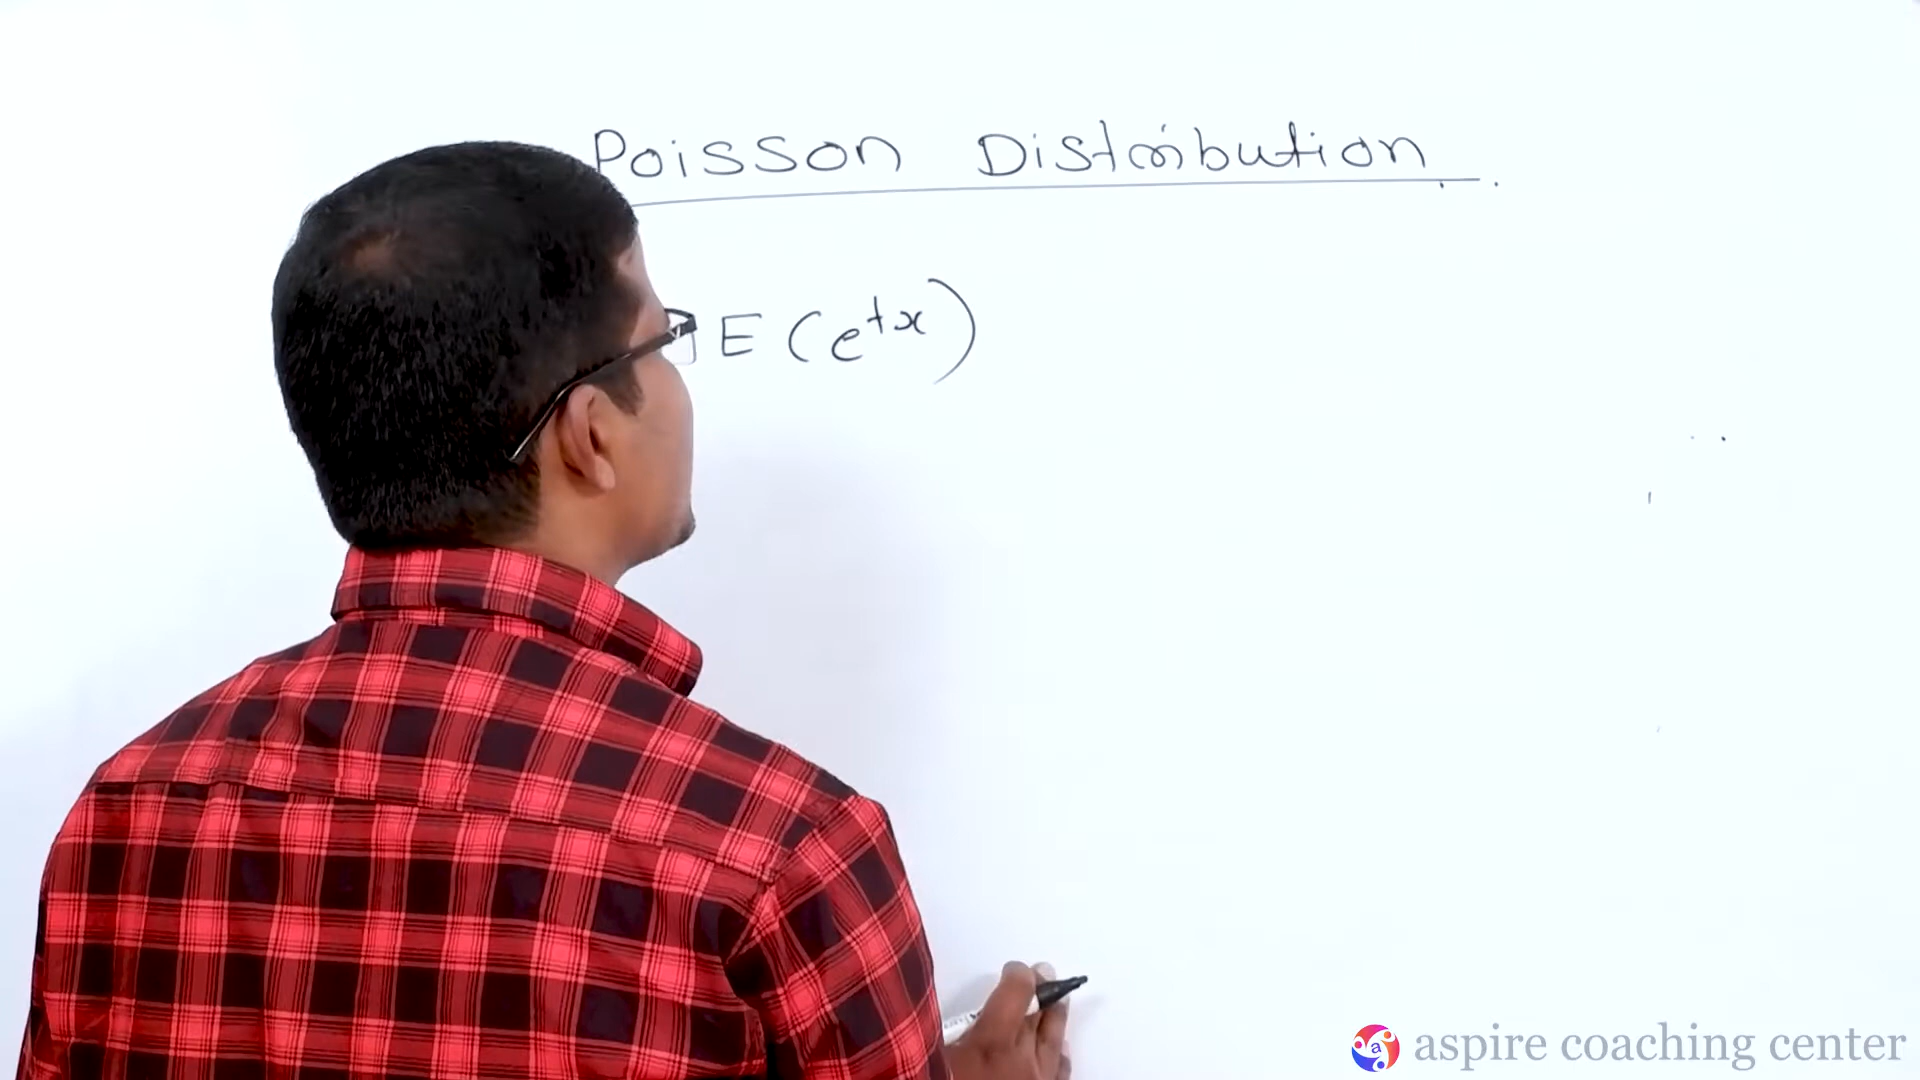 Poisson Distribution.
E (e^tx)
aspire coaching center